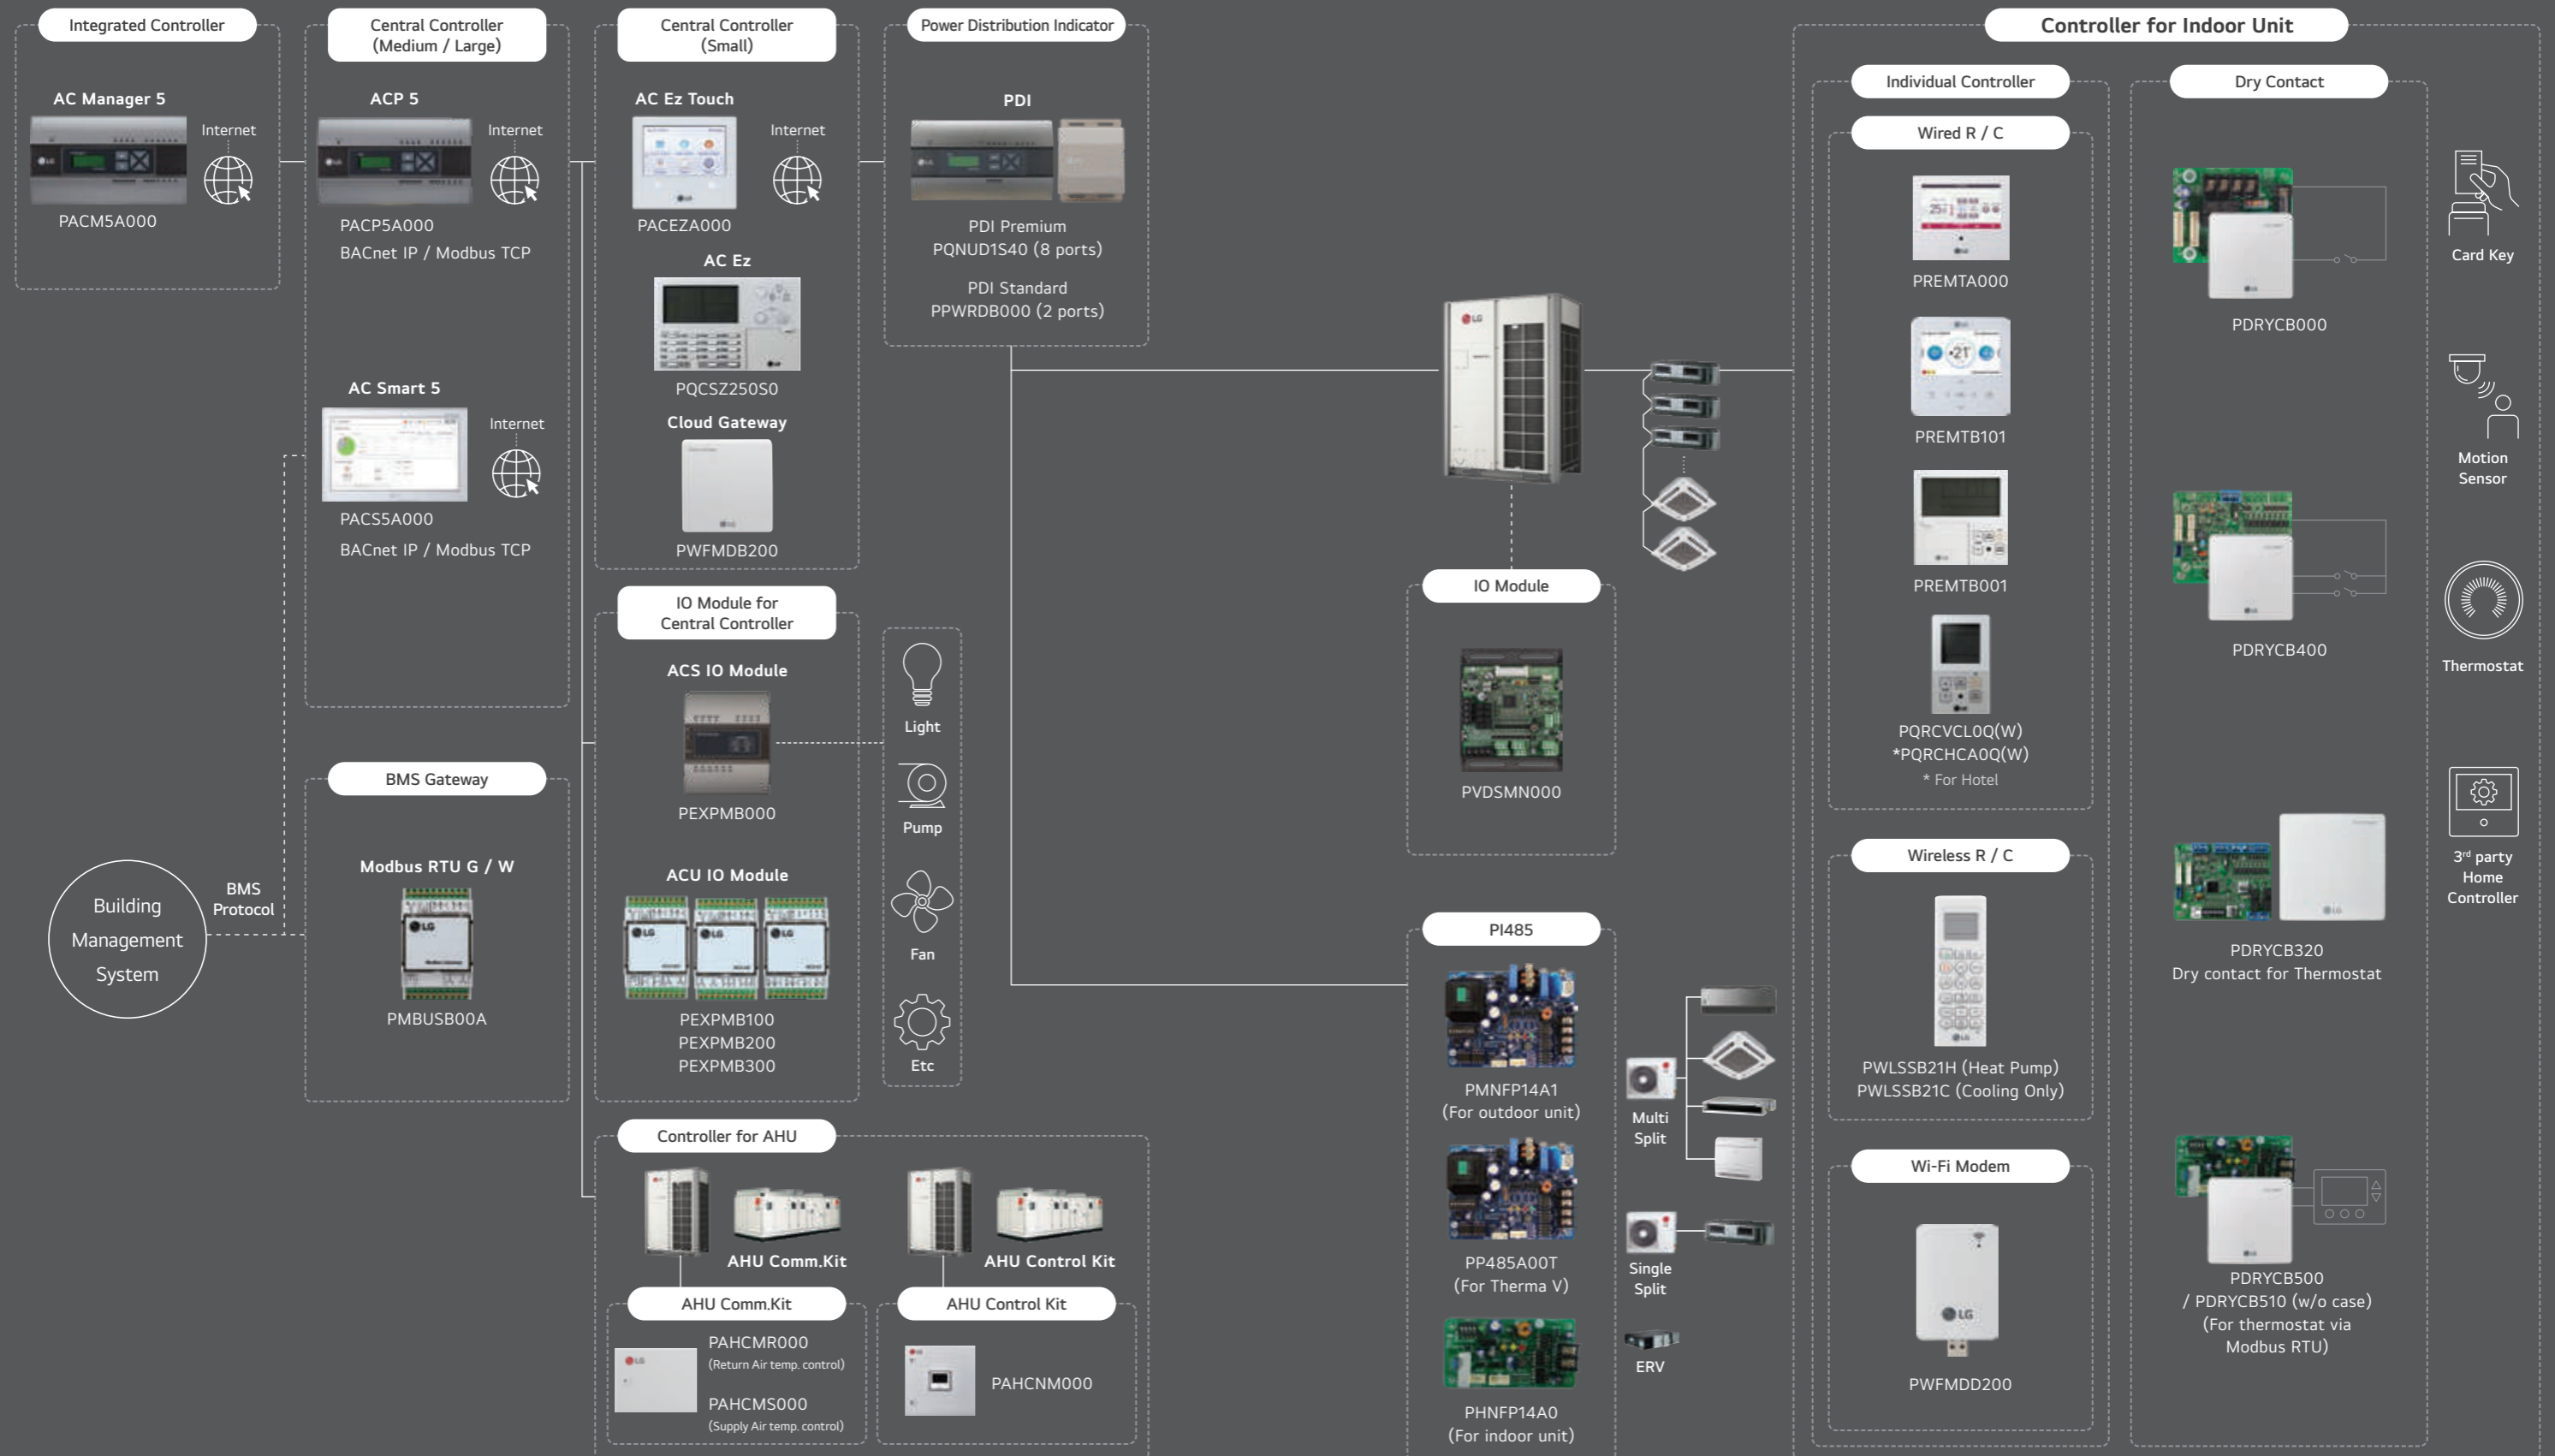 Integrated Controller
AC Manager 5
Internet
PACM5A000
Central Controller
(Medium / Large)
ACP 5
Internet
PACP5A000
BACnet IP / Modbus TCP
AC Smart 5
Internet
PACS5A000
BACnet IP / Modbus TCP
BMS Gateway
Modbus RTU G / W
LG
PMBUSB00A
Building
Management
System
BMS
Protocol
Central Controller
(Small)
AC Ez Touch
Internet
PACEZA000
AC Ez
PQCSZ250S0
Cloud Gateway
PWFMDB200
IO Module for
Central Controller
ACS IO Module
PEXPMB000
ACU IO Module
LG
LG
LG
PEXPMB100
PEXPMB200
PEXPMB300
Light
Pump
Fan
Etc
Controller for AHU
AHU Comm.Kit
AHU Control Kit
AHU Comm.Kit
LG
PAHCMR000
(Return Air temp. control)
PAHCMS000
(Supply Air temp. control)
AHU Control Kit
PAHCNM000
Power Distribution Indicator
PDI
PDI Premium
PQNUD1S40 (8 ports)
PDI Standard
PPWRDB000 (2 ports)
LG
IO Module
PVDSMN000
PI485
PMNFP14A1
(For outdoor unit)
PP485A00T
(For Therma V)
PHNFP14A0
(For indoor unit)
Multi
Split
Single
Split
ERV
Controller for Indoor Unit
Individual Controller
Wired R / C
PREMTA000
PREMTB101
PREMTB001
PQRCVCL0Q(W)
*PQRCHCA0Q(W)
* For Hotel
Wireless R / C
PWLSSB21H (Heat Pump)
PWLSSB21C (Cooling Only)
Wi-Fi Modem
LG
PWFMDD200
Dry Contact
PDRYCB000
PDRYCB400
PDRYCB320
Dry contact for Thermostat
PDRYCB500
/ PDRYCB510 (w/o case)
(For thermostat via
Modbus RTU)
Card Key
Motion
Sensor
Thermostat
3rd party
Home
Controller